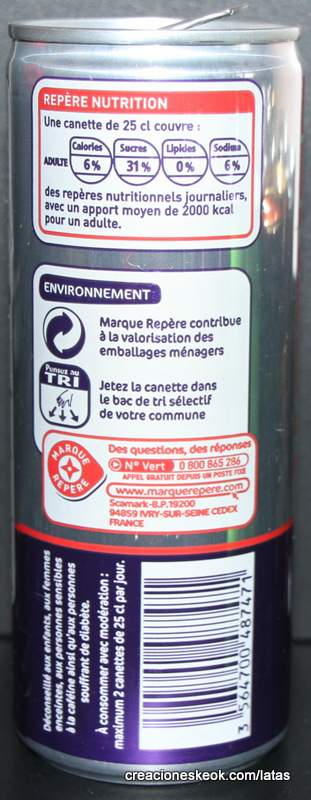 REPÈRE NUTRITION
Une canette de 25 cl couvre :
ADULTE
Calories
6%
Sucres
31%
Lipides
0%
Sodium
6%
des repères nutritionnels journaliers,
avec un apport moyen de 2000 kcal
pour un adulte.
ENVIRONNEMENT
Marque Repère contribue
à la valorisation des
emballages ménagers
Pensez au
TRI
Jetez la canette dans
le bac de tri sélectif
de votre commune
MARQUE
REPÈRE
Des questions, des réponses
N° Vert 0 800 865 286
APPEL GRATUIT DEPUIS UN POSTE FIXE
www.marquerepere.com
Scamark-B.P.19200
94859 IVRY-SUR-SEINE CEDEX
FRANCE
Déconseillé aux enfants, aux femmes
enceintes, aux personnes sensibles
à la caféine ainsi qu'aux personnes
souffrant de diabète.
À consommer avec modération :
maximum 2 canettes de 25 cl par jour.
3 564700 487471
creacioneskeok.com/latas